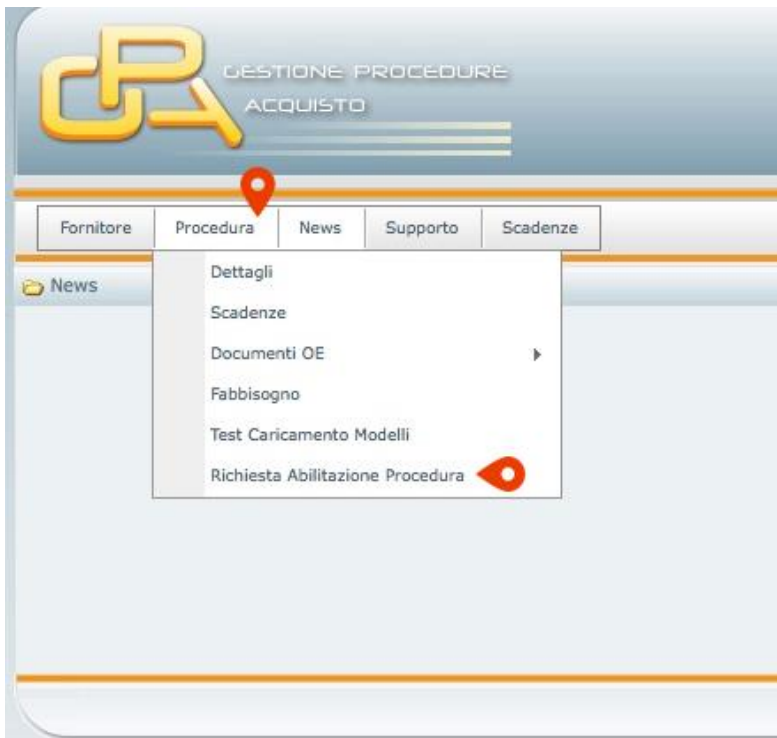 GPA
GESTIONE PROCEDURE
ACQUISTO
Fornitore
Procedura
News
Supporto
Scadenze
News
Dettagli
Scadenze
Documenti OE
Fabbisogno
Test Caricamento Modelli
Richiesta Abilitazione Procedura